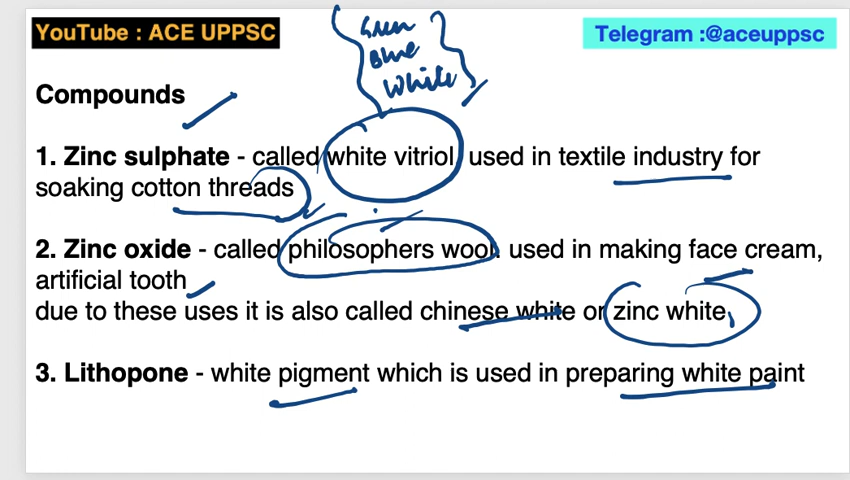 YouTube : ACE UPPSC
Telegram :@aceuppsc
Green
Blue
White
Compounds
1. Zinc sulphate - called white vitriol, used in textile industry for
soaking cotton threads
2. Zinc oxide - called philosophers wool, used in making face cream,
artificial tooth
due to these uses it is also called chinese white or zinc white,
3. Lithopone - white pigment which is used in preparing white paint